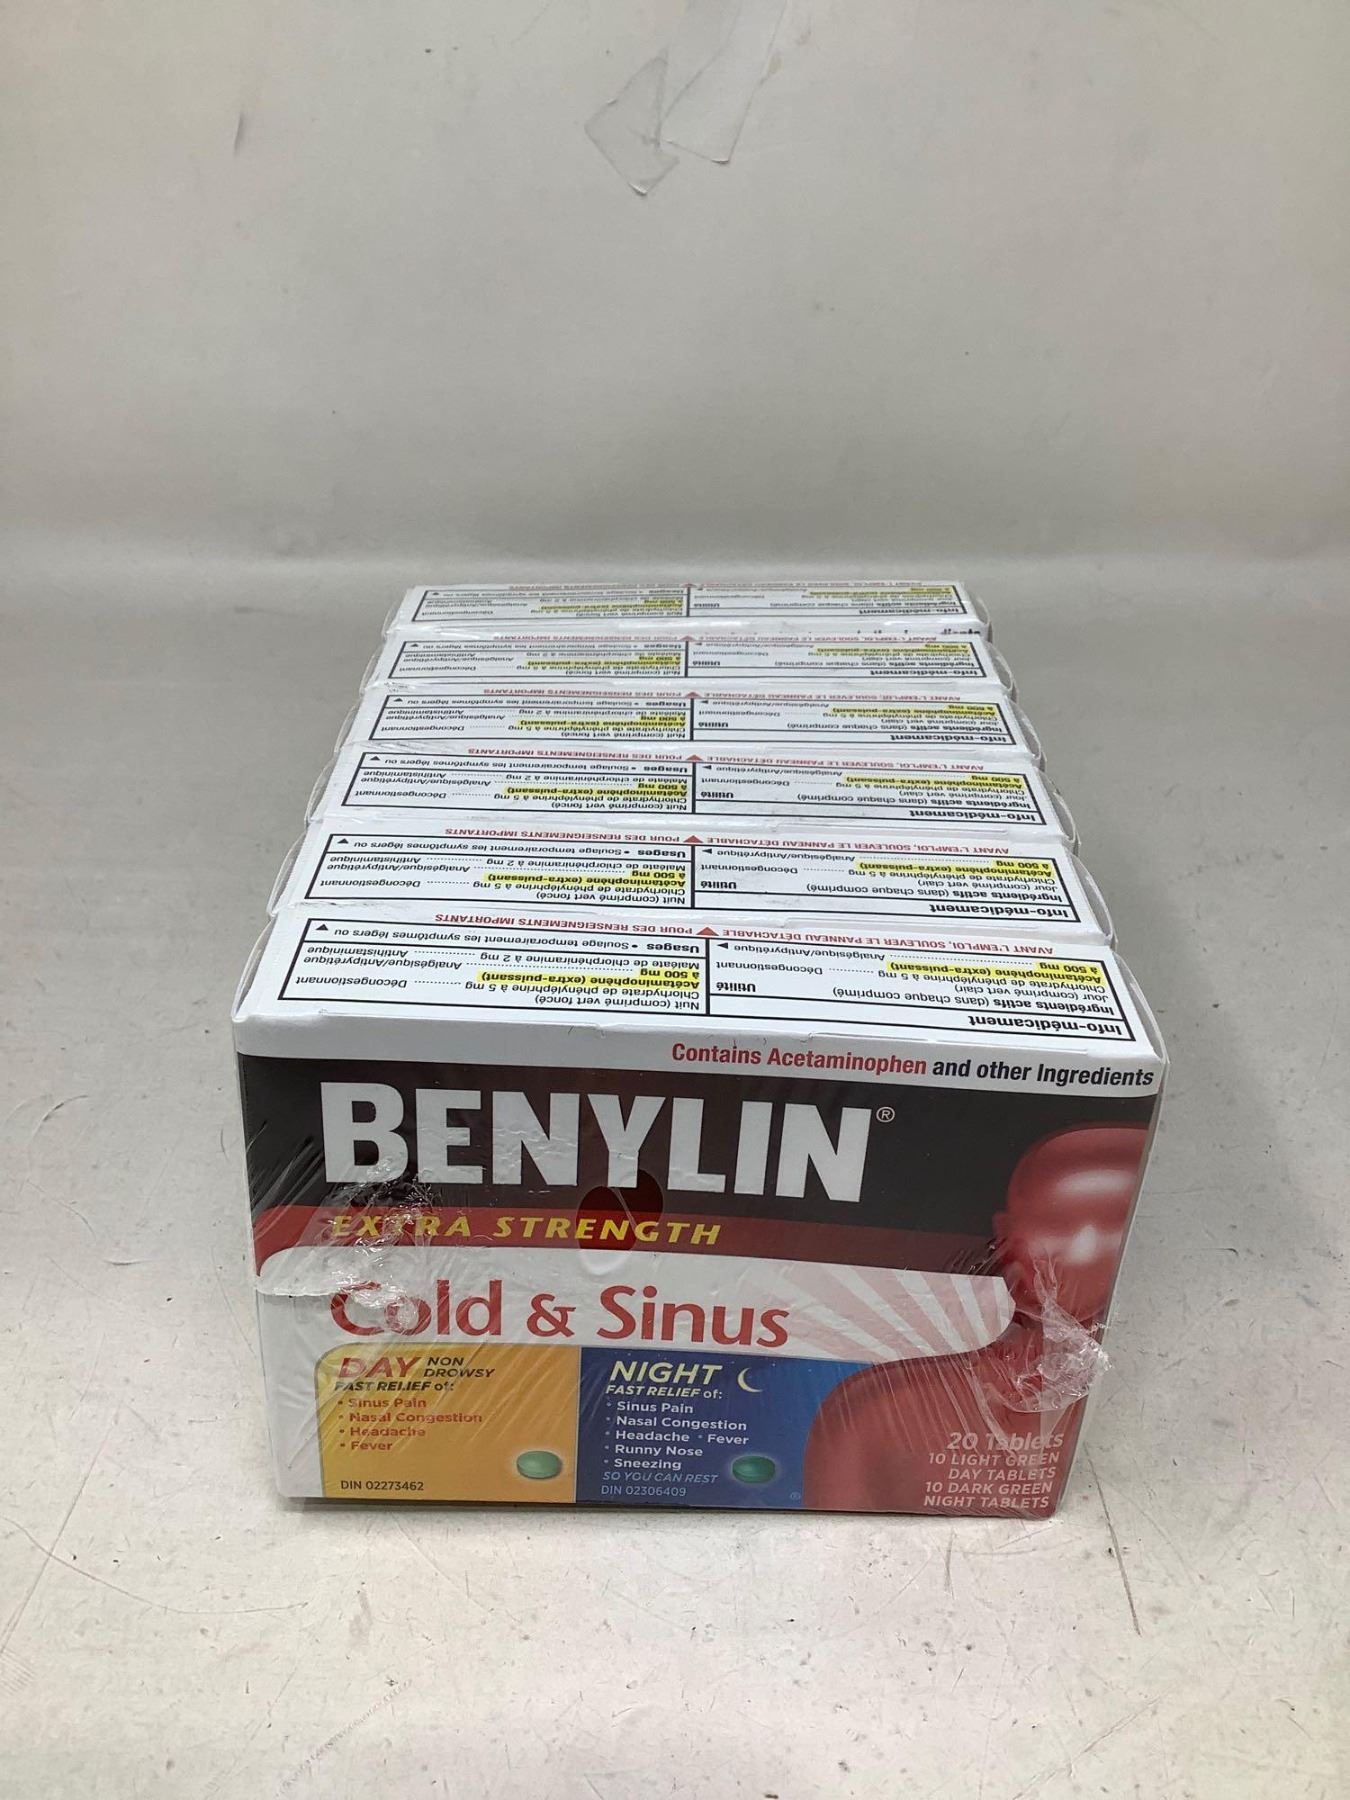 Contains Acetaminophen and other Ingredients
BENYLIN®
EXTRA STRENGTH
Cold & Sinus
DAY NON DROWSY
FAST RELIEF of:
• Sinus Pain
• Nasal Congestion
• Headache
• Fever
DIN 02273462
NIGHT
FAST RELIEF of:
• Sinus Pain
• Nasal Congestion
• Headache • Fever
• Runny Nose
• Sneezing
SO YOU CAN REST
DIN 02306409
®
20 Tablets
10 LIGHT GREEN
DAY TABLETS
10 DARK GREEN
NIGHT TABLETS
Info-médicament
Ingrédients actifs (dans chaque comprimé)
Utilité
Jour (comprimé vert clair)
Chlorhydrate de phényléphrine à 5 mg .......... Décongestionnant
Acétaminophène (extra-puissant)
à 500 mg .......... Analgésique/Antipyrétique
Nuit (comprimé vert foncé)
Chlorhydrate de phényléphrine à 5 mg .......... Décongestionnant
Acétaminophène (extra-puissant)
à 500 mg .......... Analgésique/Antipyrétique
Maléate de chlorphéniramine à 2 mg .......... Antihistaminique
Usages • Soulage temporairement les symptômes légers ou
AVANT L'EMPLOI, SOULEVER LE PANNEAU DÉTACHABLE POUR DES RENSEIGNEMENTS IMPORTANTS